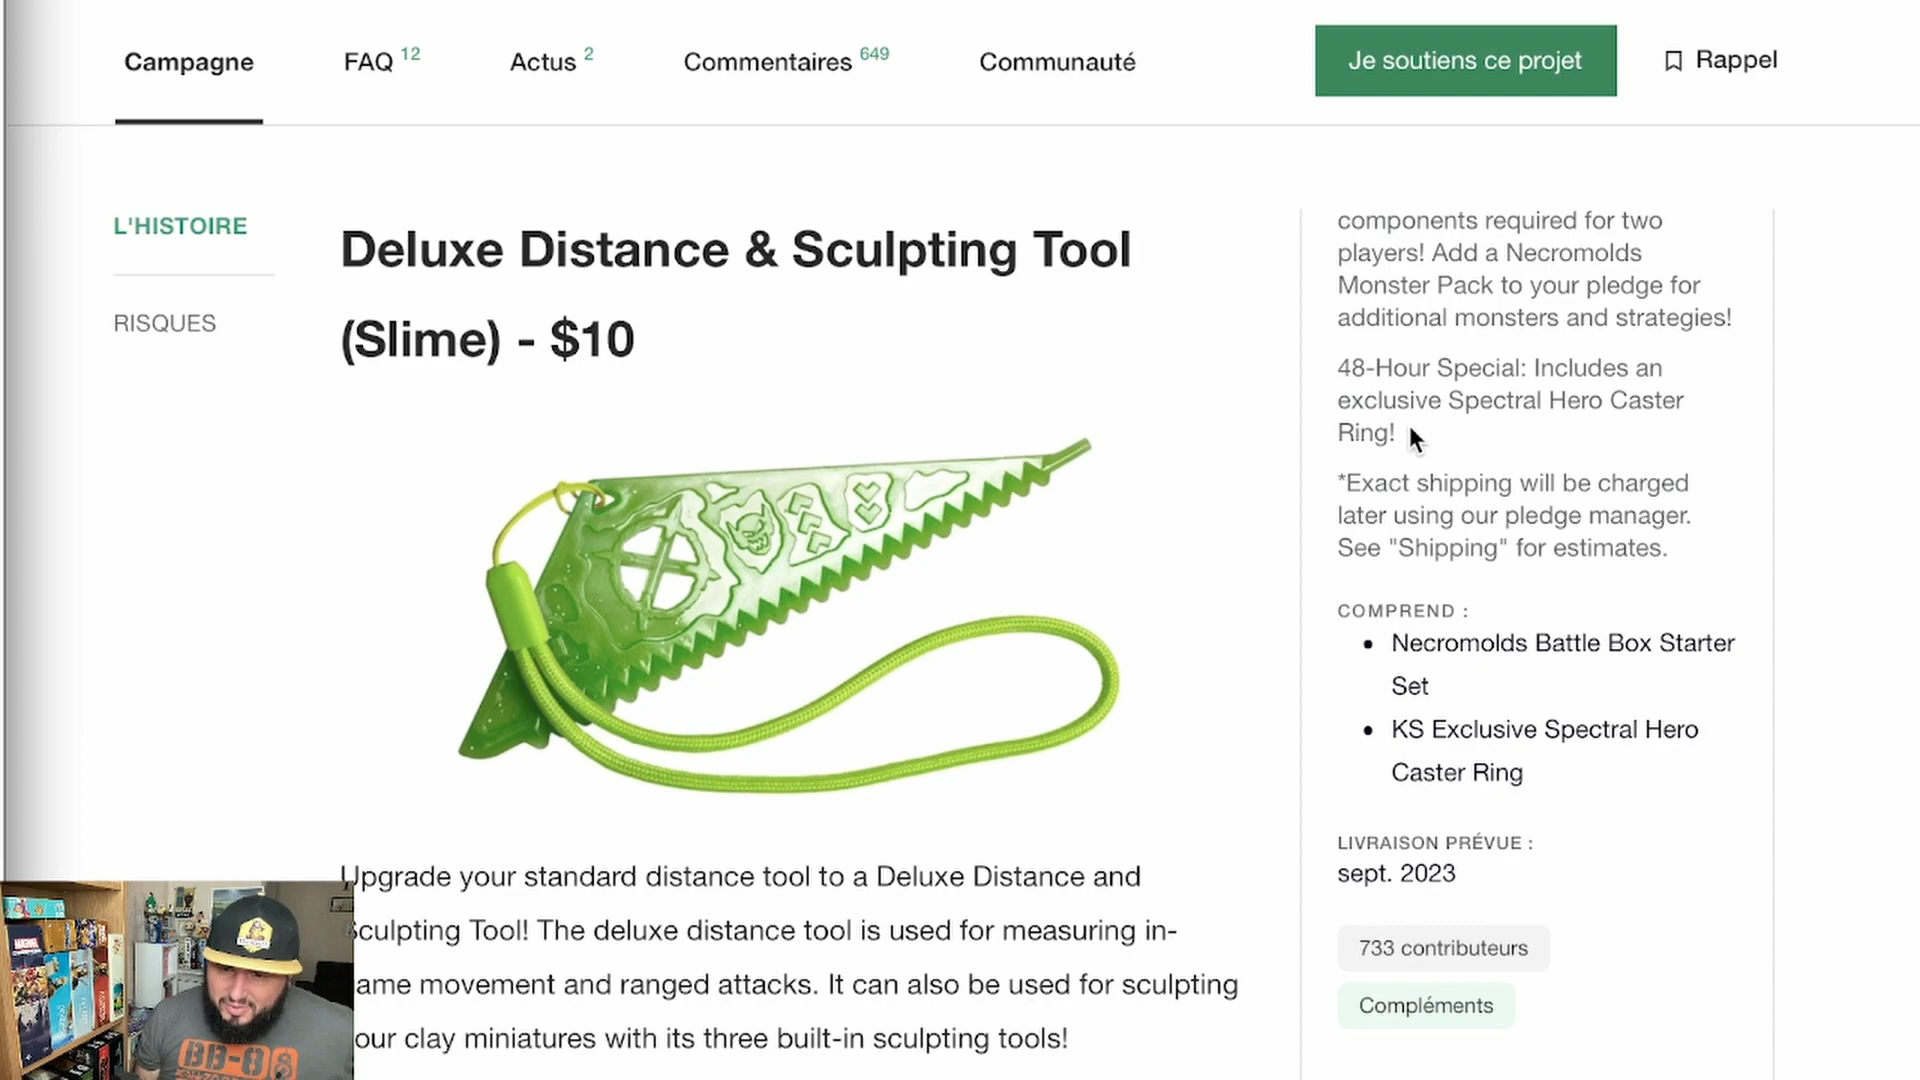 Campagne
FAQ 12
Actus 2
Commentaires 649
Communauté
Je soutiens ce projet
Rappel
L'HISTOIRE
RISQUES
Deluxe Distance & Sculpting Tool
(Slime) - $10
Upgrade your standard distance tool to a Deluxe Distance and
Sculpting Tool! The deluxe distance tool is used for measuring in-
ame movement and ranged attacks. It can also be used for sculpting
our clay miniatures with its three built-in sculpting tools!
components required for two
players! Add a Necromolds
Monster Pack to your pledge for
additional monsters and strategies!
48-Hour Special: Includes an
exclusive Spectral Hero Caster
Ring!
*Exact shipping will be charged
later using our pledge manager.
See "Shipping" for estimates.
COMPREND :
• Necromolds Battle Box Starter
Set
• KS Exclusive Spectral Hero
Caster Ring
LIVRAISON PRÉVUE :
sept. 2023
733 contributeurs
Compléments
MARVEL
BB-8